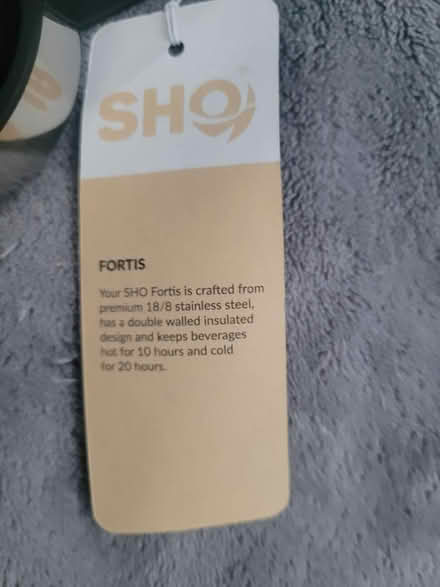 SHO
FORTIS
Your SHO Fortis is crafted from
premium 18/8 stainless steel,
has a double walled insulated
design and keeps beverages
hot for 10 hours and cold
for 20 hours.